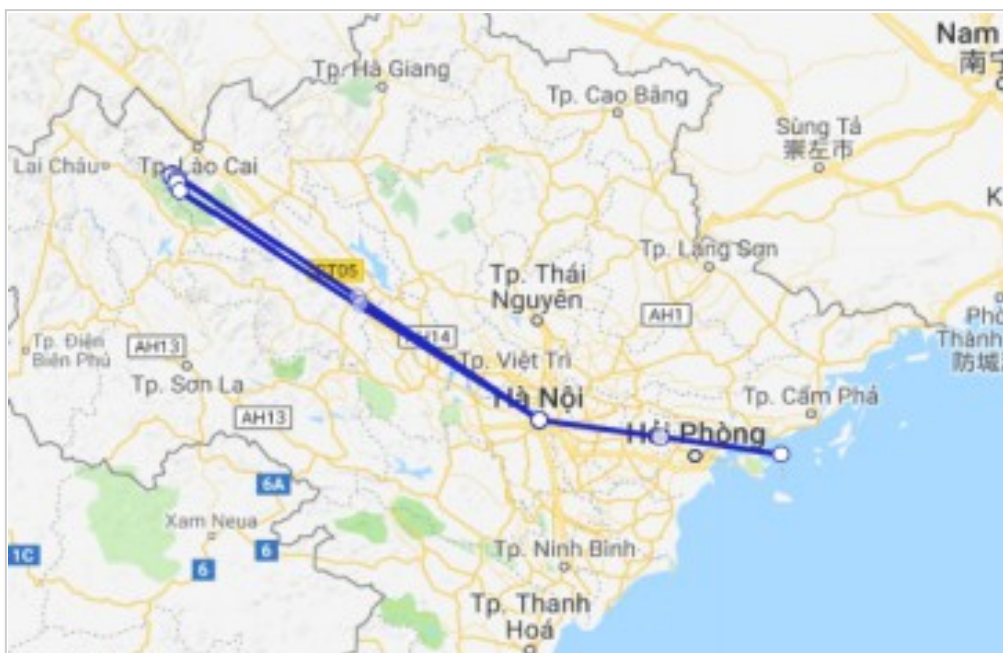 Nam
南宁
Tp. Hà Giang
Tp. Cao Bằng
Sùng Tả
崇左市
Lai Châu
Tp. Lào Cai
K
Tp. Lạng Sơn
CT05
Tp. Thái
Nguyên
AH1
Phò
Thành
防城
Tp. Điện
Biên Phủ
AH13
AH14
Tp. Việt Trì
Tp. Sơn La
Hà Nội
Tp. Cẩm Phả
AH13
Hải Phòng
6A
Xam Neua
1C
6
6
Tp. Ninh Bình
Tp. Thanh
Hoá